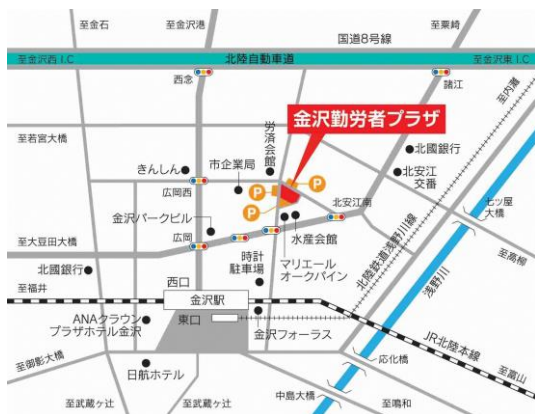 至金石
至金沢港
至粟崎
国道8号線
至金沢西I.C
北陸自動車道
至金沢東I.C
西念
諸江
至内灘
金沢勤労者プラザ
労済会館
至若宮大橋
きんしん
市企業局
北國銀行
北安江
交番
広岡西
P
P
P
北安江南
七ツ屋
大橋
金沢パークビル
至大豆田大橋
広岡
水産会館
北陸鉄道浅野川線
浅野川
至高柳
時計
駐車場
マリエール
オークパイン
北國銀行
西口
至福井
金沢駅
東口
ANAクラウン
プラザホテル金沢
金沢フォーラス
JR北陸本線
至御影大橋
応化橋
至富山
日航ホテル
中島大橋
至武蔵ヶ辻
至武蔵ヶ辻
至鳴和